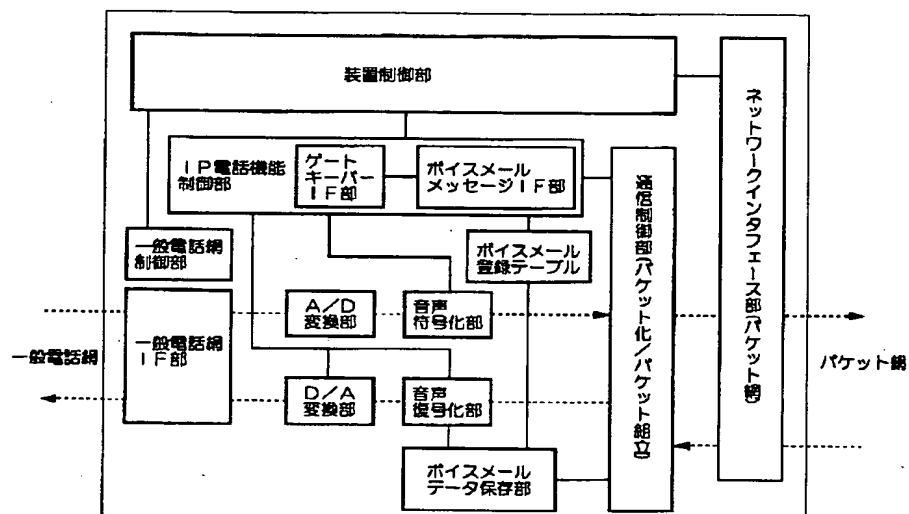 装置制御部
IP電話機能
制御部
ゲート
キーパー
IF部
ボイスメール
メッセージIF部
一般電話網
制御部
ボイスメール
登録テーブル
一般電話網
一般電話網
IF部
A/D
変換部
音声
符号化部
D/A
変換部
音声
復号化部
ボイスメール
データ保存部
通信制御部(パケット化/パケット組立)
ネットワークインタフェース部(パケット網)
パケット網